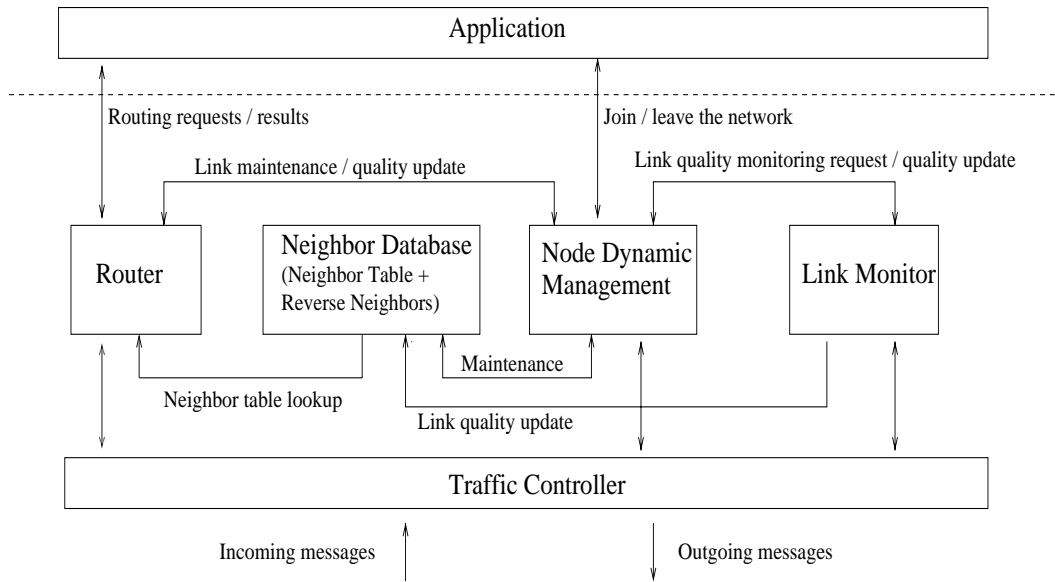 Application
Routing requests / results
Join / leave the network
Link maintenance / quality update
Link quality monitoring request / quality update
Router
Neighbor Database
(Neighbor Table +
Reverse Neighbors)
Node Dynamic
Management
Link Monitor
Maintenance
Neighbor table lookup
Link quality update
Traffic Controller
Incoming messages
Outgoing messages